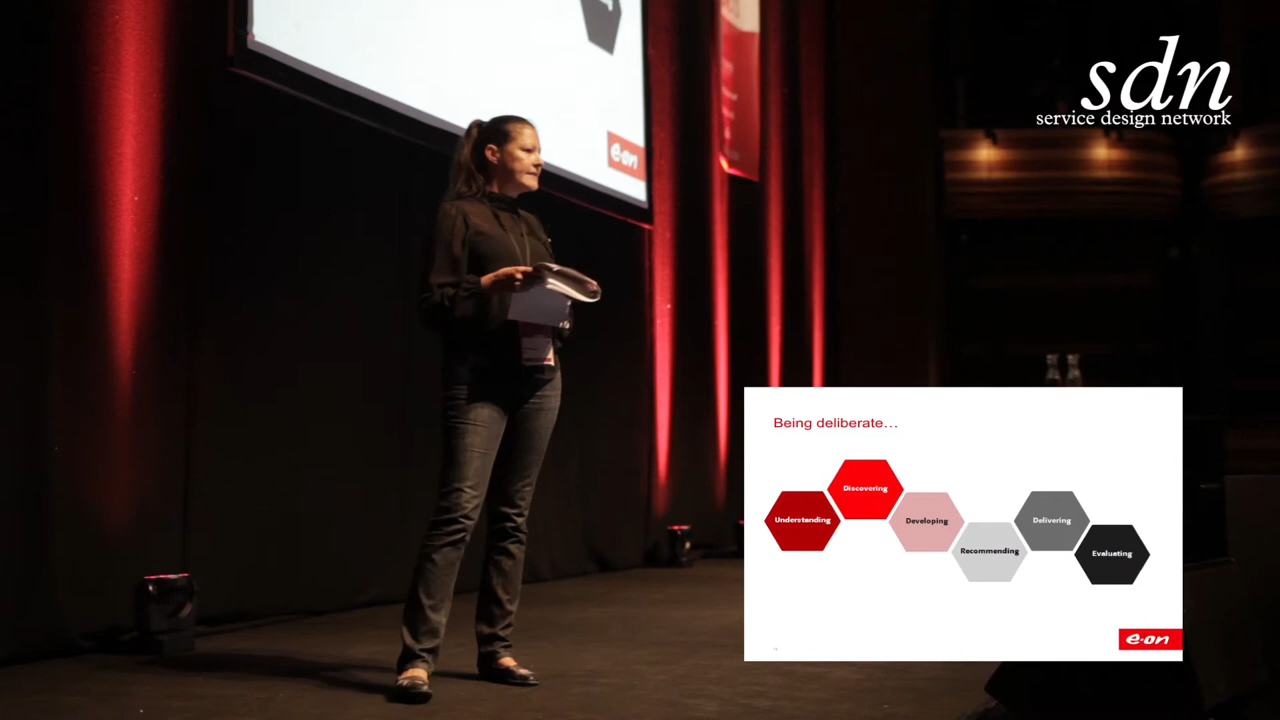 sdn
service design network
e·on
Being deliberate...
Discovering
Understanding
Developing
Delivering
Recommending
Evaluating
e·on